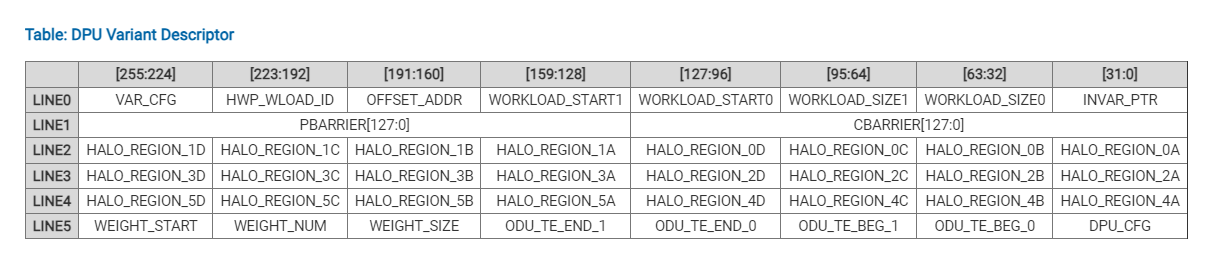 Table: DPU Variant Descriptor
[255:224] [223:192] [191:160] [159:128] [127:96] [95:64] [63:32] [31:0]
LINE0 VAR_CFG HWP_WLOAD_ID OFFSET_ADDR WORKLOAD_START1 WORKLOAD_START0 WORKLOAD_SIZE1 WORKLOAD_SIZE0 INVAR_PTR
LINE1 PBARRIER[127:0] CBARRIER[127:0]
LINE2 HALO_REGION_1D HALO_REGION_1C HALO_REGION_1B HALO_REGION_1A HALO_REGION_0D HALO_REGION_0C HALO_REGION_0B HALO_REGION_0A
LINE3 HALO_REGION_3D HALO_REGION_3C HALO_REGION_3B HALO_REGION_3A HALO_REGION_2D HALO_REGION_2C HALO_REGION_2B HALO_REGION_2A
LINE4 HALO_REGION_5D HALO_REGION_5C HALO_REGION_5B HALO_REGION_5A HALO_REGION_4D HALO_REGION_4C HALO_REGION_4B HALO_REGION_4A
LINE5 WEIGHT_START WEIGHT_NUM WEIGHT_SIZE ODU_TE_END_1 ODU_TE_END_0 ODU_TE_BEG_1 ODU_TE_BEG_0 DPU_CFG